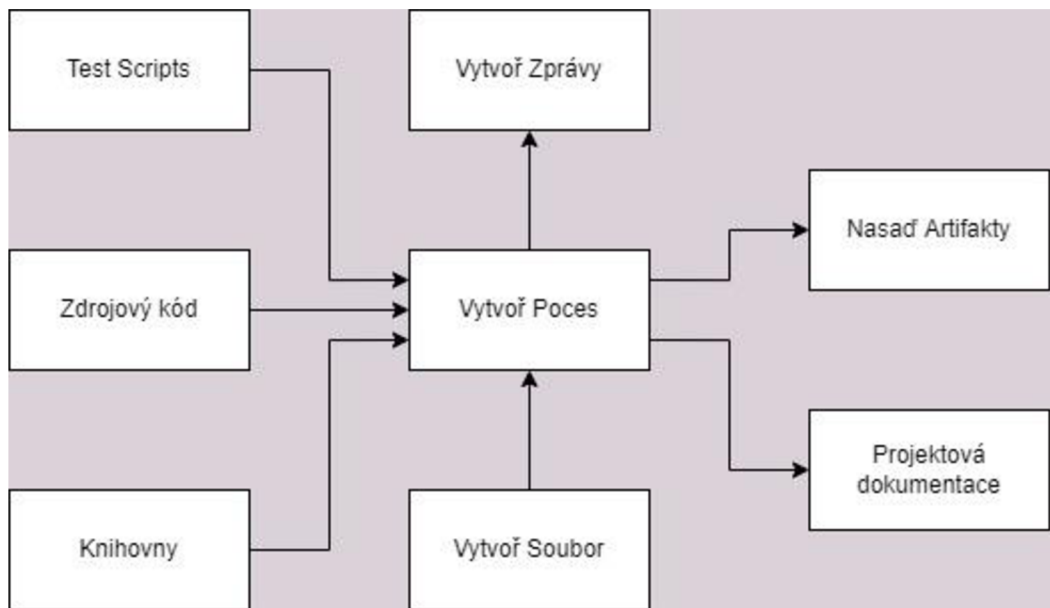 Test Scripts
Vytvoř Zprávy
Nasaď Artifakty
Zdrojový kód
Vytvoř Poces
Projektová
dokumentace
Knihovny
Vytvoř Soubor